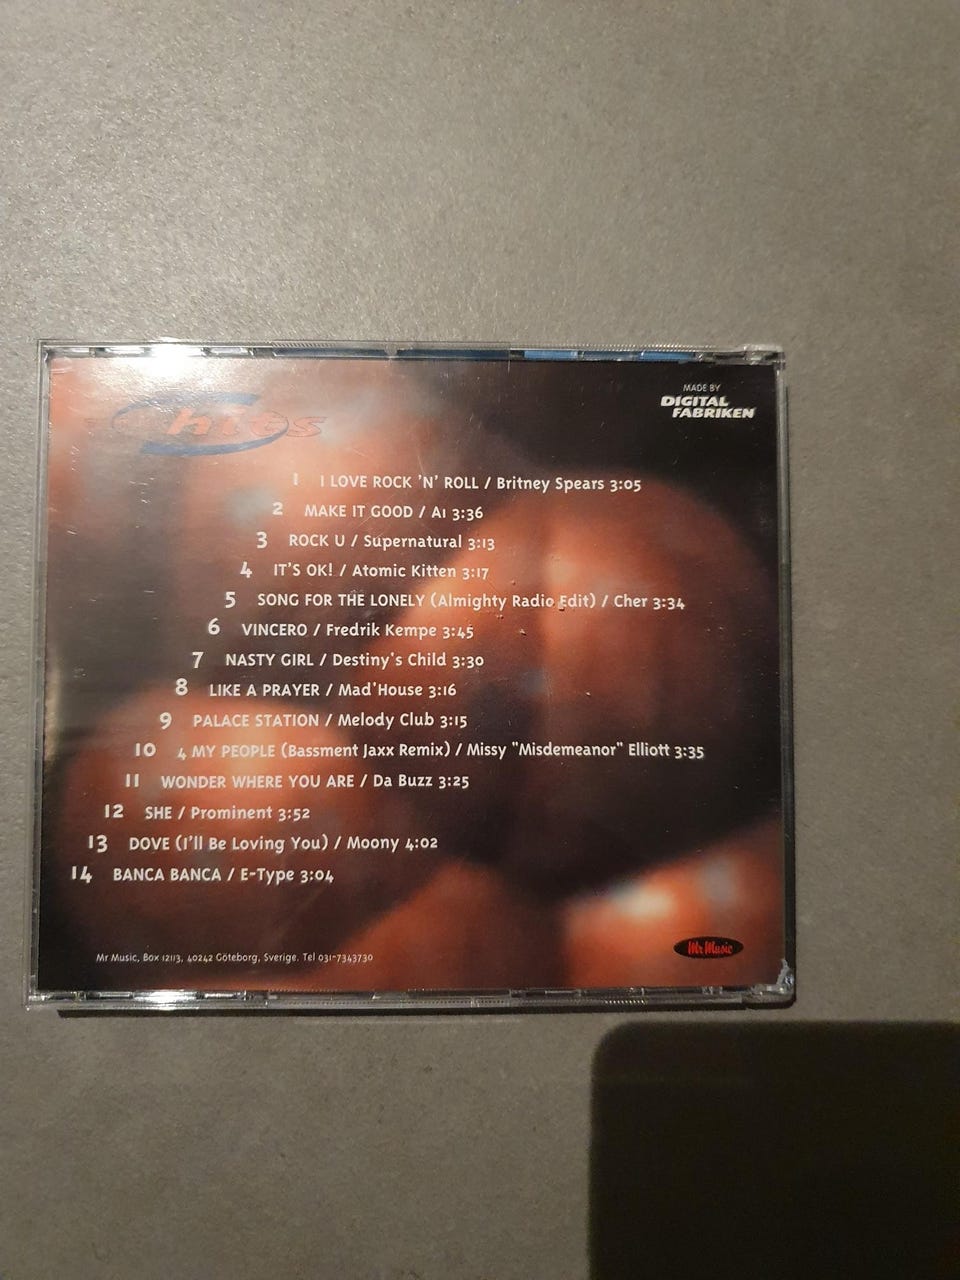 hits
MADE BY
DIGITAL
FABRIKEN
1 I LOVE ROCK 'N' ROLL / Britney Spears 3:05
2 MAKE IT GOOD / A1 3:36
3 ROCK U / Supernatural 3:13
4 IT'S OK! / Atomic Kitten 3:17
5 SONG FOR THE LONELY (Almighty Radio Edit) / Cher 3:34
6 VINCERO / Fredrik Kempe 3:45
7 NASTY GIRL / Destiny's Child 3:30
8 LIKE A PRAYER / Mad'House 3:16
9 PALACE STATION / Melody Club 3:15
10 4 MY PEOPLE (Bassment Jaxx Remix) / Missy "Misdemeanor" Elliott 3:35
11 WONDER WHERE YOU ARE / Da Buzz 3:25
12 SHE / Prominent 3:52
13 DOVE (I'll Be Loving You) / Moony 4:02
14 BANCA BANCA / E-Type 3:04
Mr Music
Mr Music, Box 12113, 40242 Göteborg, Sverige. Tel 031-7343730